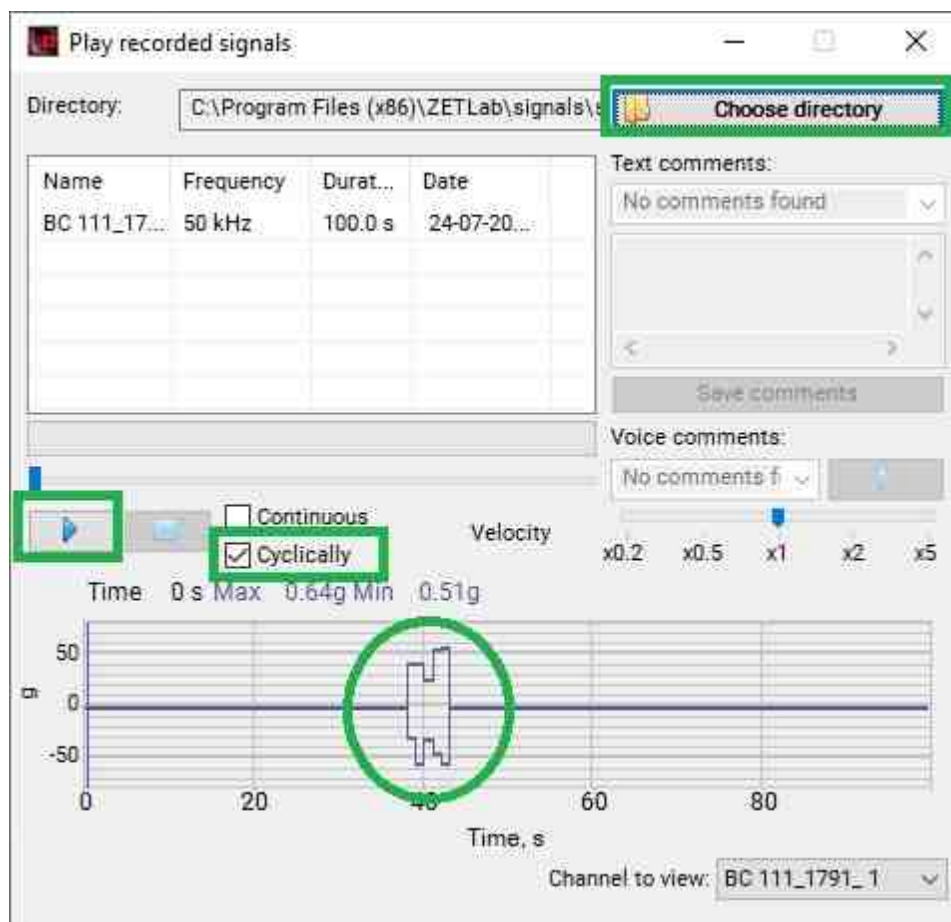 Play recorded signals
Directory: C:\Program Files (x86)\ZETLab\signals\s Choose directory
Text comments:
Name Frequency Durat... Date
No comments found
BC 111_17... 50 kHz 100.0 s 24-07-20...
Save comments
Voice comments:
No comments f
Continuous
Velocity
Cyclically
x0.2 x0.5 x1 x2 x5
Time 0 s Max 0.64g Min 0.51g
50
g
0
-50
0 20 40 60 80
Time, s
Channel to view: BC 111_1791_ 1